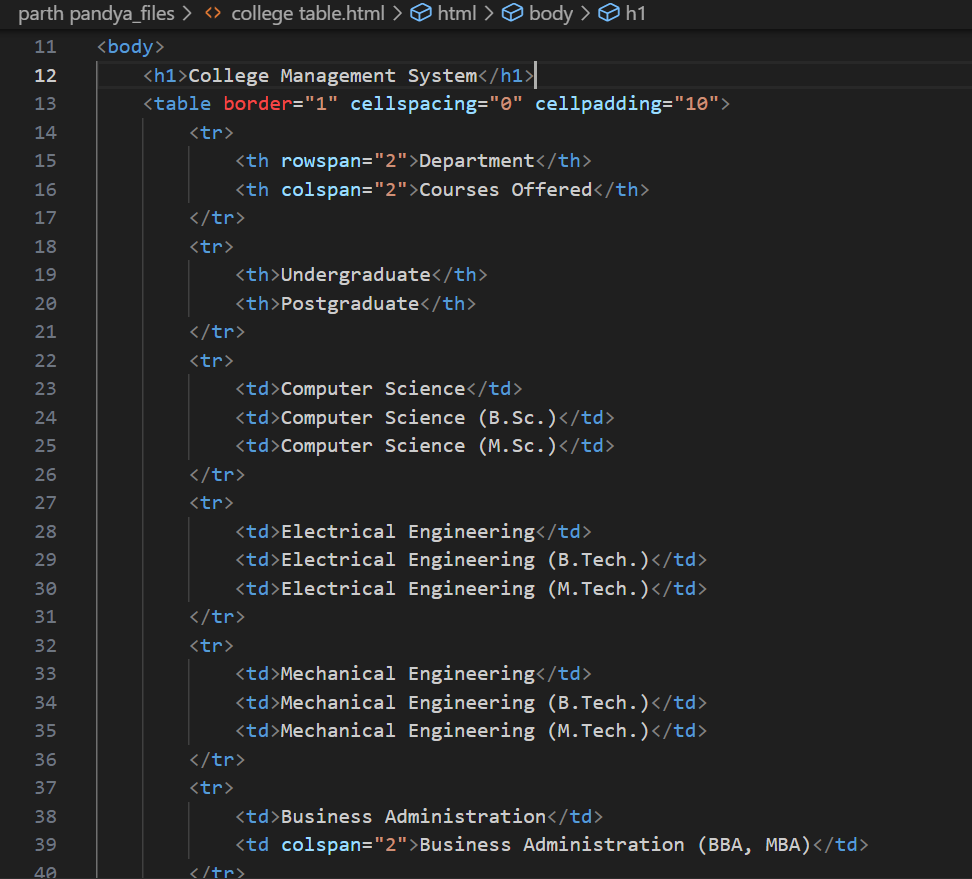 parth pandya_files > <> college table.html > html > body > h1
11 <body>
12     <h1>College Management System</h1>
13     <table border="1" cellspacing="0" cellpadding="10">
14         <tr>
15             <th rowspan="2">Department</th>
16             <th colspan="2">Courses Offered</th>
17         </tr>
18         <tr>
19             <th>Undergraduate</th>
20             <th>Postgraduate</th>
21         </tr>
22         <tr>
23             <td>Computer Science</td>
24             <td>Computer Science (B.Sc.)</td>
25             <td>Computer Science (M.Sc.)</td>
26         </tr>
27         <tr>
28             <td>Electrical Engineering</td>
29             <td>Electrical Engineering (B.Tech.)</td>
30             <td>Electrical Engineering (M.Tech.)</td>
31         </tr>
32         <tr>
33             <td>Mechanical Engineering</td>
34             <td>Mechanical Engineering (B.Tech.)</td>
35             <td>Mechanical Engineering (M.Tech.)</td>
36         </tr>
37         <tr>
38             <td>Business Administration</td>
39             <td colspan="2">Business Administration (BBA, MBA)</td>
40         </tr>